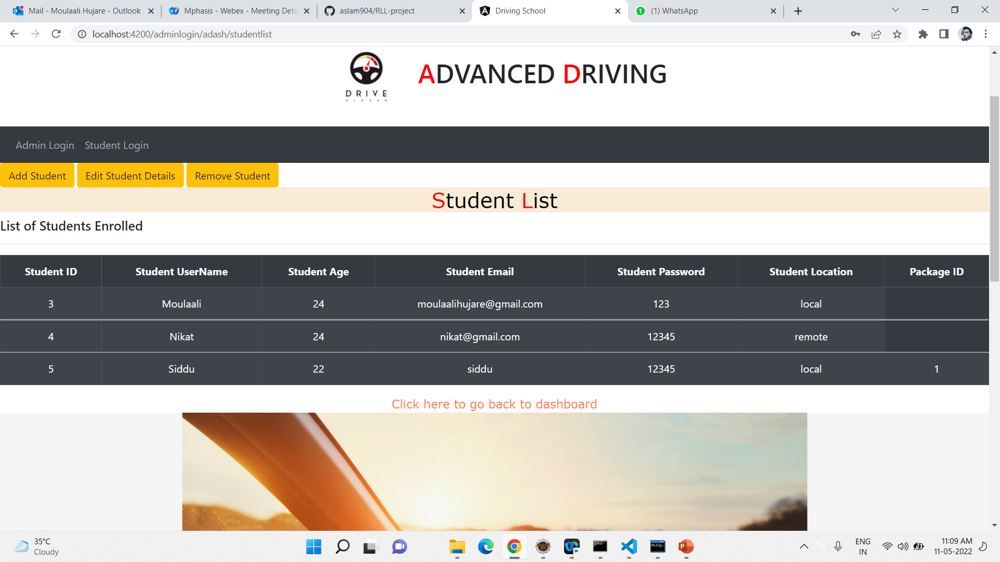 Mail - Moulaali Hujare - Outlook
Mphasis - Webex - Meeting Deta
aslam904/RLL-project
Driving School
(1) WhatsApp
localhost:4200/adminlogin/adash/studentlist
DRIVE
SLOGAN
ADVANCED DRIVING
Admin Login Student Login
Add Student Edit Student Details Remove Student
Student List
List of Students Enrolled
Student ID Student UserName Student Age Student Email Student Password Student Location Package ID
3 Moulaali 24 moulaalihujare@gmail.com 123 local
4 Nikat 24 nikat@gmail.com 12345 remote
5 Siddu 22 siddu 12345 local 1
Click here to go back to dashboard
35°C
Cloudy
ENG
IN
11:09 AM
11-05-2022